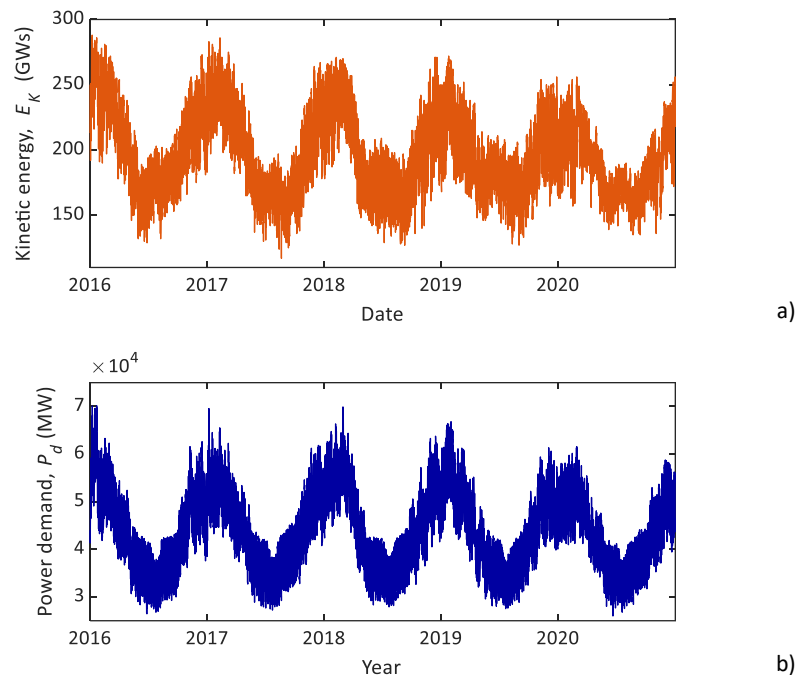 300
250
200
150
Kinetic energy, E_K (GWs)
2016 2017 2018 2019 2020
Date
a)
× 10^4
7
6
5
4
3
Power demand, P_d (MW)
2016 2017 2018 2019 2020
Year
b)